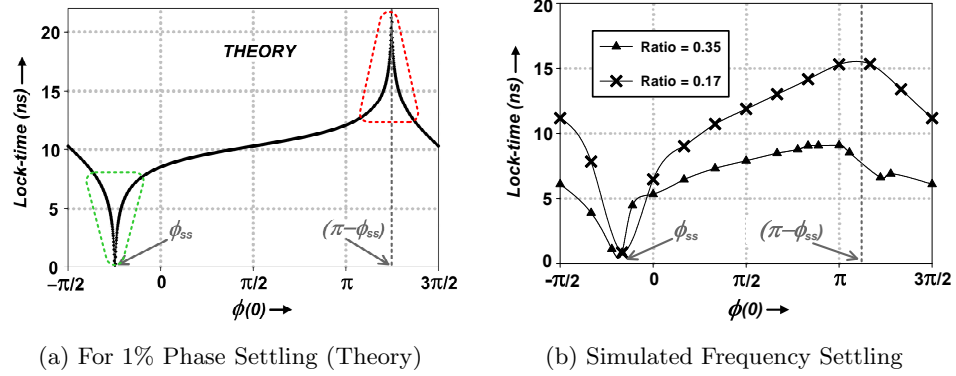 THEORY
Lock-time (ns)
20
15
10
5
0
ϕss
(π−ϕss)
−π/2
0
π/2
π
3π/2
ϕ(0)
(a) For 1% Phase Settling (Theory)
Ratio = 0.35
Ratio = 0.17
Lock-time (ns)
20
15
10
5
0
ϕss
(π−ϕss)
-π/2
0
π/2
π
3π/2
ϕ(0)
(b) Simulated Frequency Settling